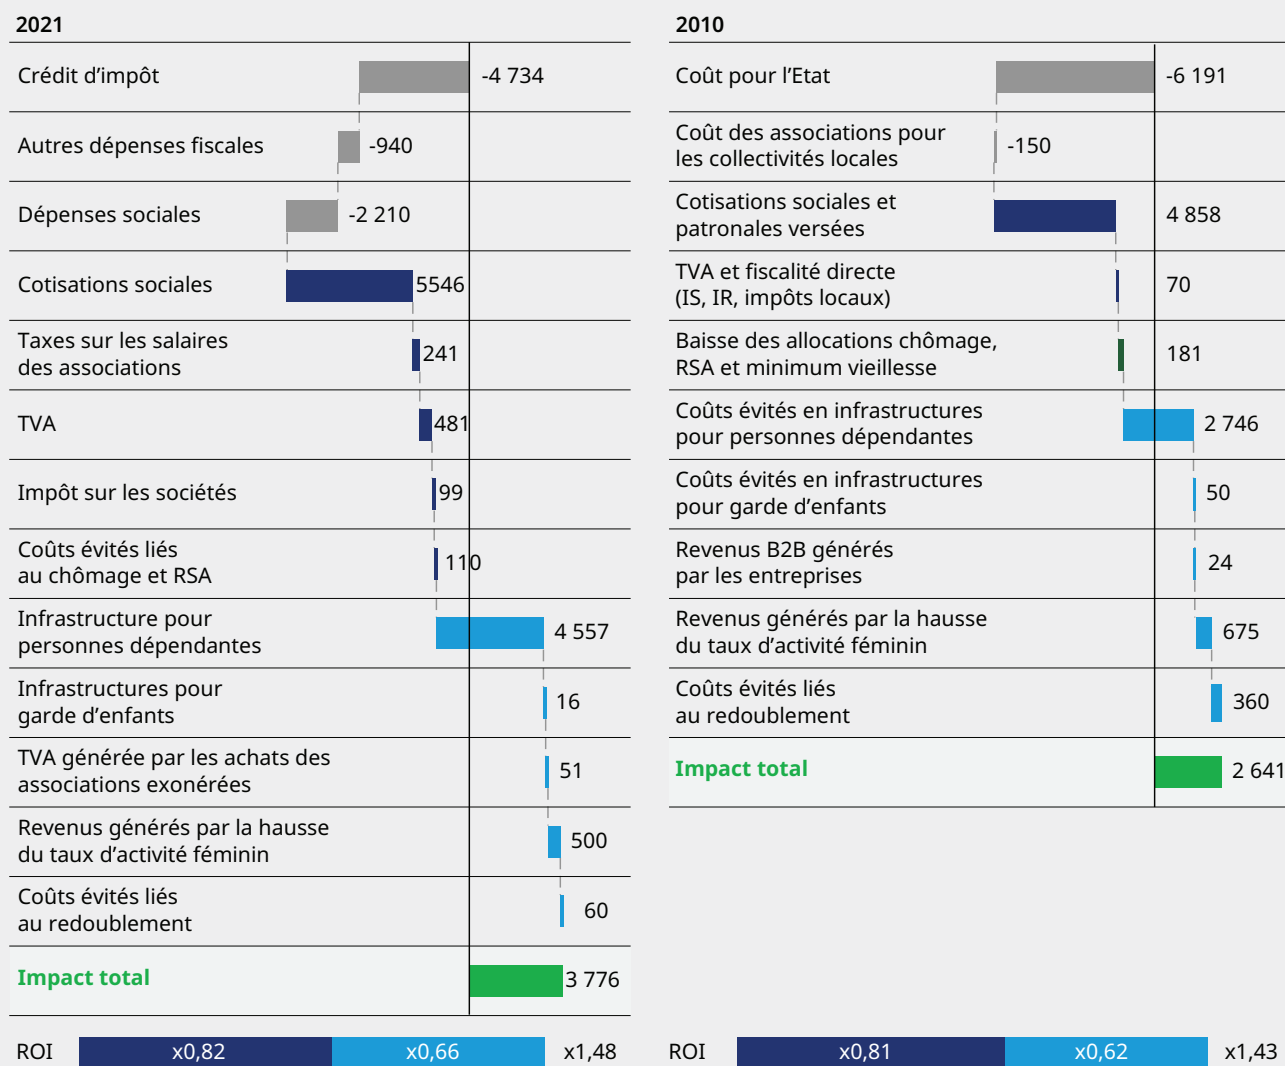 2021
Crédit d’impôt -4 734
Autres dépenses fiscales -940
Dépenses sociales -2 210
Cotisations sociales 5546
Taxes sur les salaires
des associations 241
TVA 481
Impôt sur les sociétés 99
Coûts évités liés
au chômage et RSA 110
Infrastructure pour
personnes dépendantes 4 557
Infrastructures pour
garde d’enfants 16
TVA générée par les achats des
associations exonérées 51
Revenus générés par la hausse
du taux d’activité féminin 500
Coûts évités liés
au redoublement 60
Impact total 3 776
ROI x0,82 x0,66 x1,48
2010
Coût pour l’Etat -6 191
Coût des associations pour
les collectivités locales -150
Cotisations sociales et
patronales versées 4 858
TVA et fiscalité directe
(IS, IR, impôts locaux) 70
Baisse des allocations chômage,
RSA et minimum vieillesse 181
Coûts évités en infrastructures
pour personnes dépendantes 2 746
Coûts évités en infrastructures
pour garde d’enfants 50
Revenus B2B générés
par les entreprises 24
Revenus générés par la hausse
du taux d’activité féminin 675
Coûts évités liés
au redoublement 360
Impact total 2 641
ROI x0,81 x0,62 x1,43